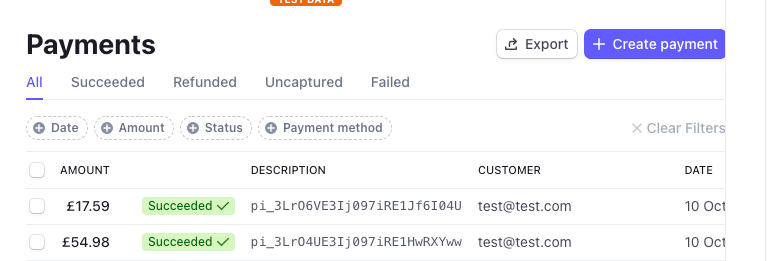 TEST DATA
Payments
Export
Create payment
All Succeeded Refunded Uncaptured Failed
Date Amount Status Payment method Clear Filters
AMOUNT DESCRIPTION CUSTOMER DATE
£17.59 Succeeded pi_3LrO6VE3Ij097iRE1Jf6I04U test@test.com 10 Oct
£54.98 Succeeded pi_3LrO4UE3Ij097iRE1HwRXYww test@test.com 10 Oct